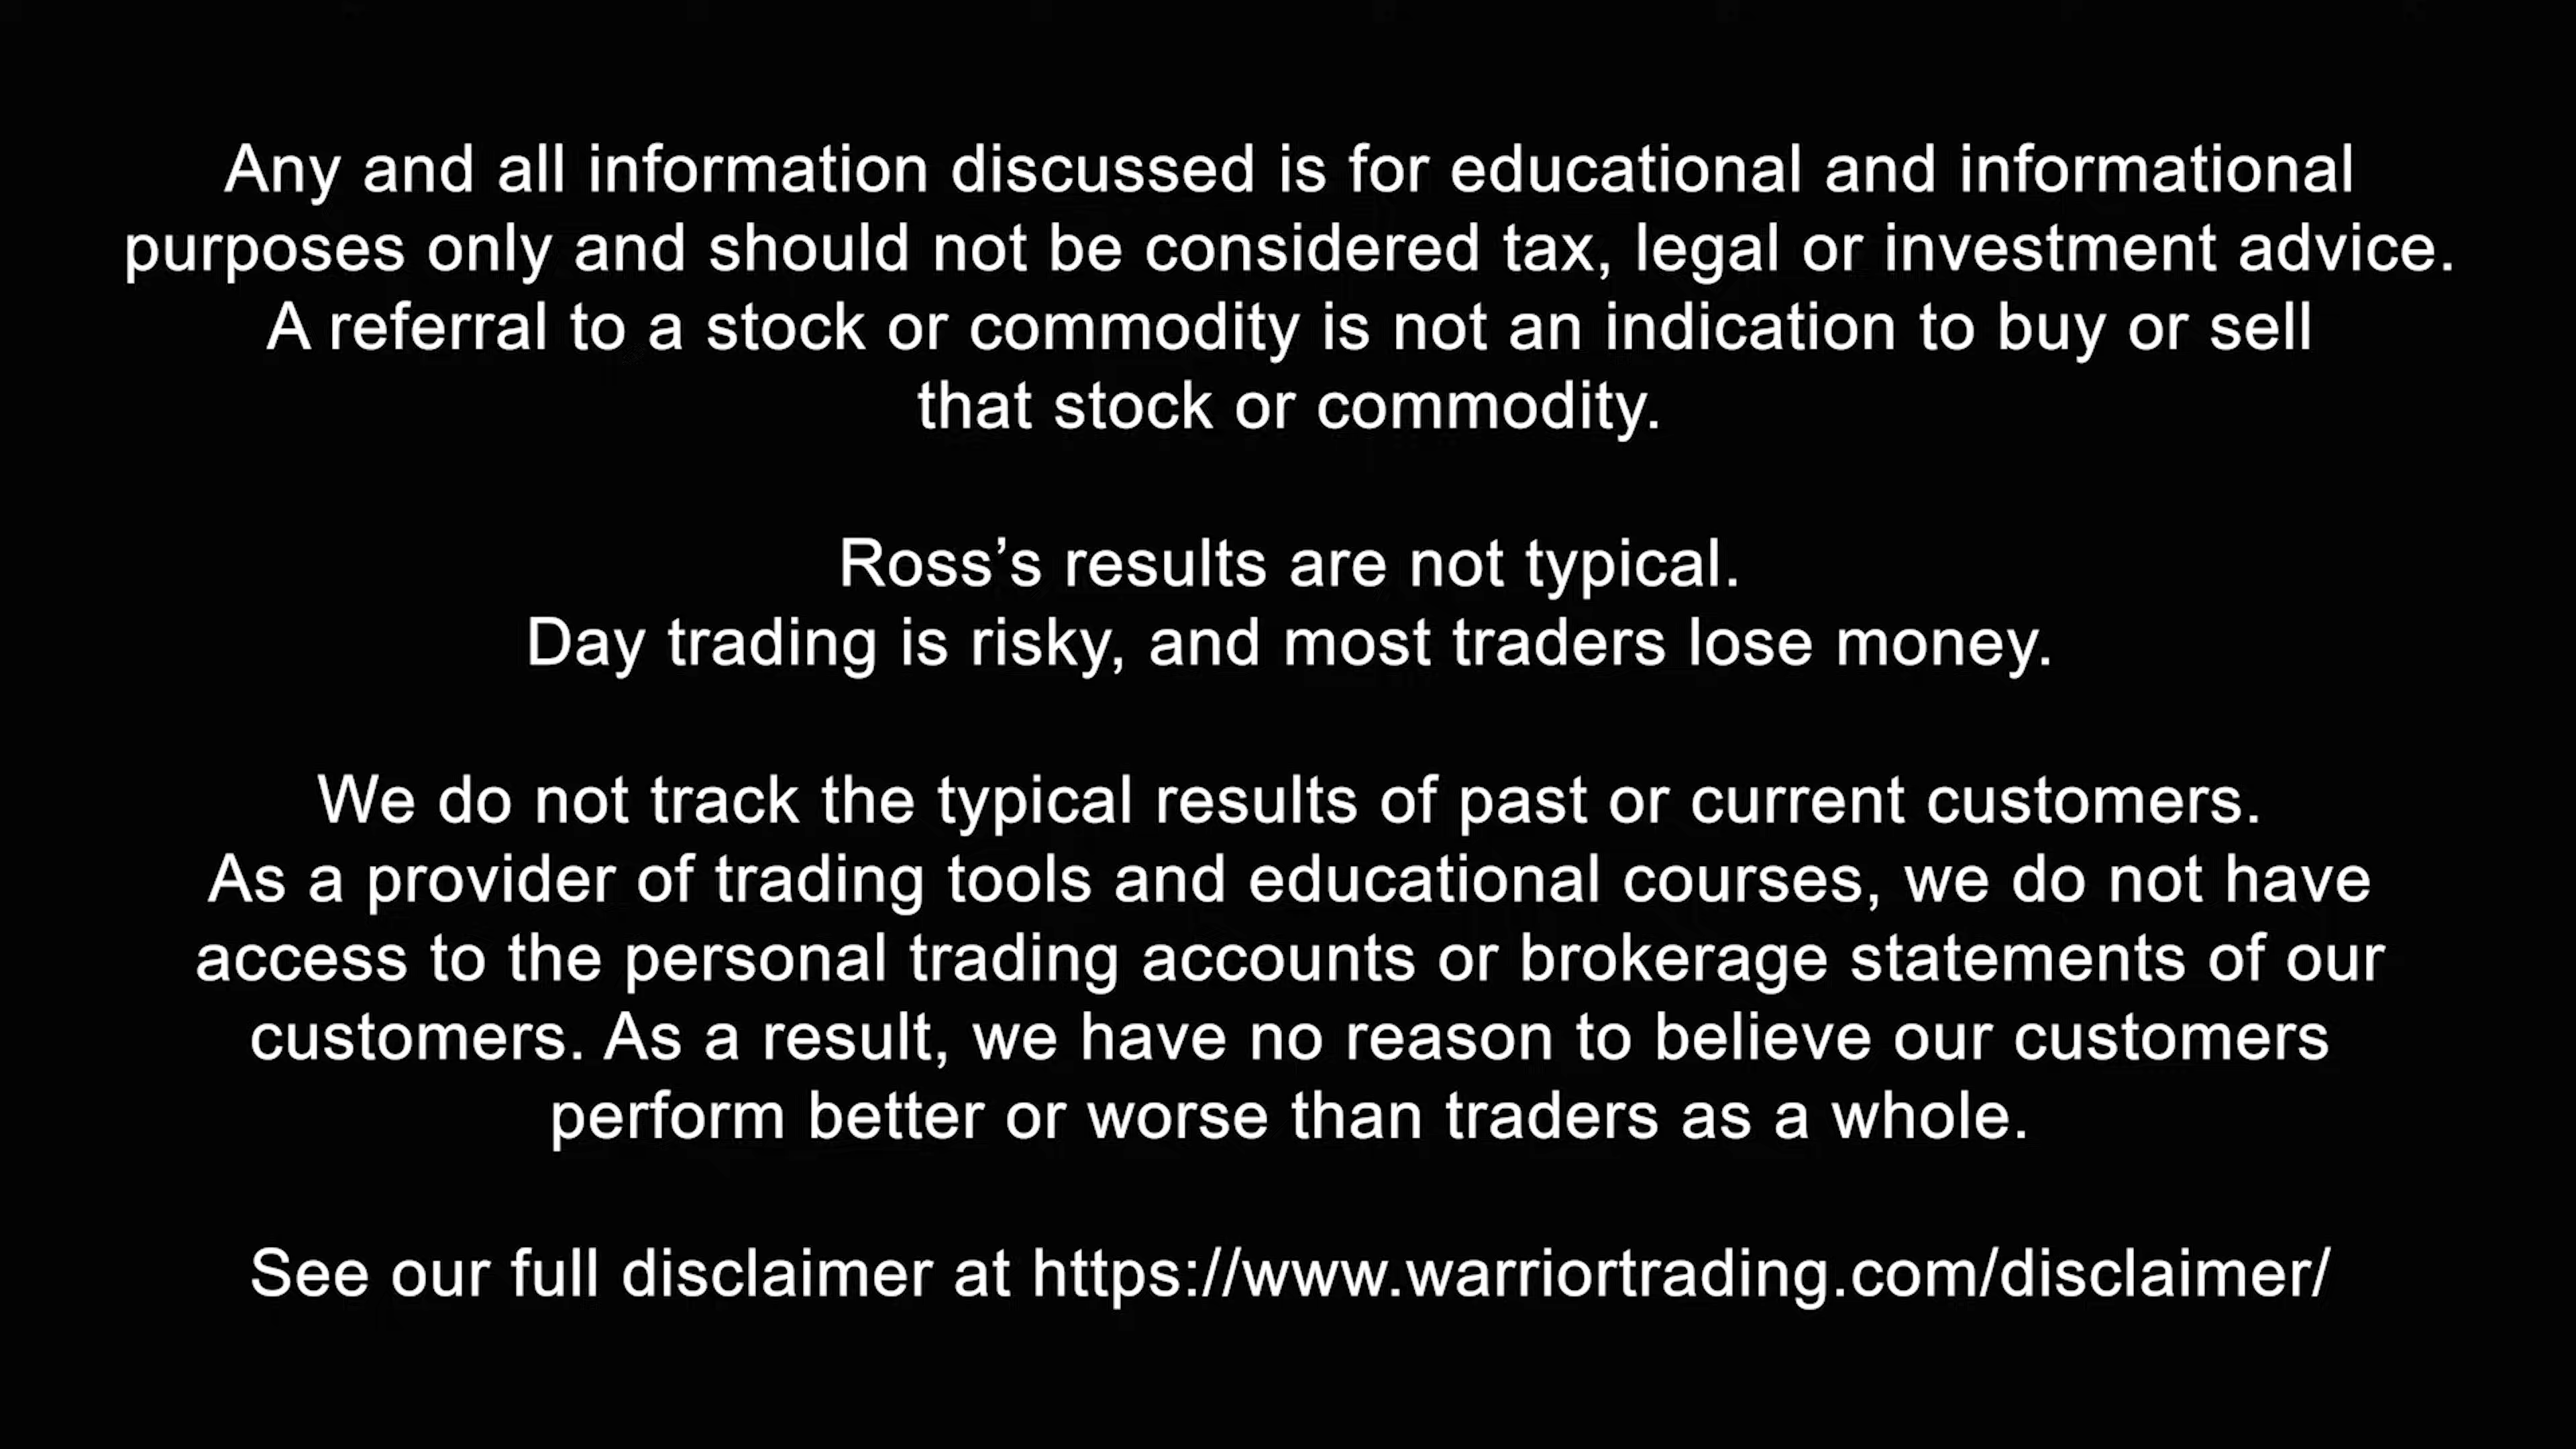 Any and all information discussed is for educational and informational
purposes only and should not be considered tax, legal or investment advice.
A referral to a stock or commodity is not an indication to buy or sell
that stock or commodity.
Ross’s results are not typical.
Day trading is risky, and most traders lose money.
We do not track the typical results of past or current customers.
As a provider of trading tools and educational courses, we do not have
access to the personal trading accounts or brokerage statements of our
customers. As a result, we have no reason to believe our customers
perform better or worse than traders as a whole.
See our full disclaimer at https://www.warriortrading.com/disclaimer/